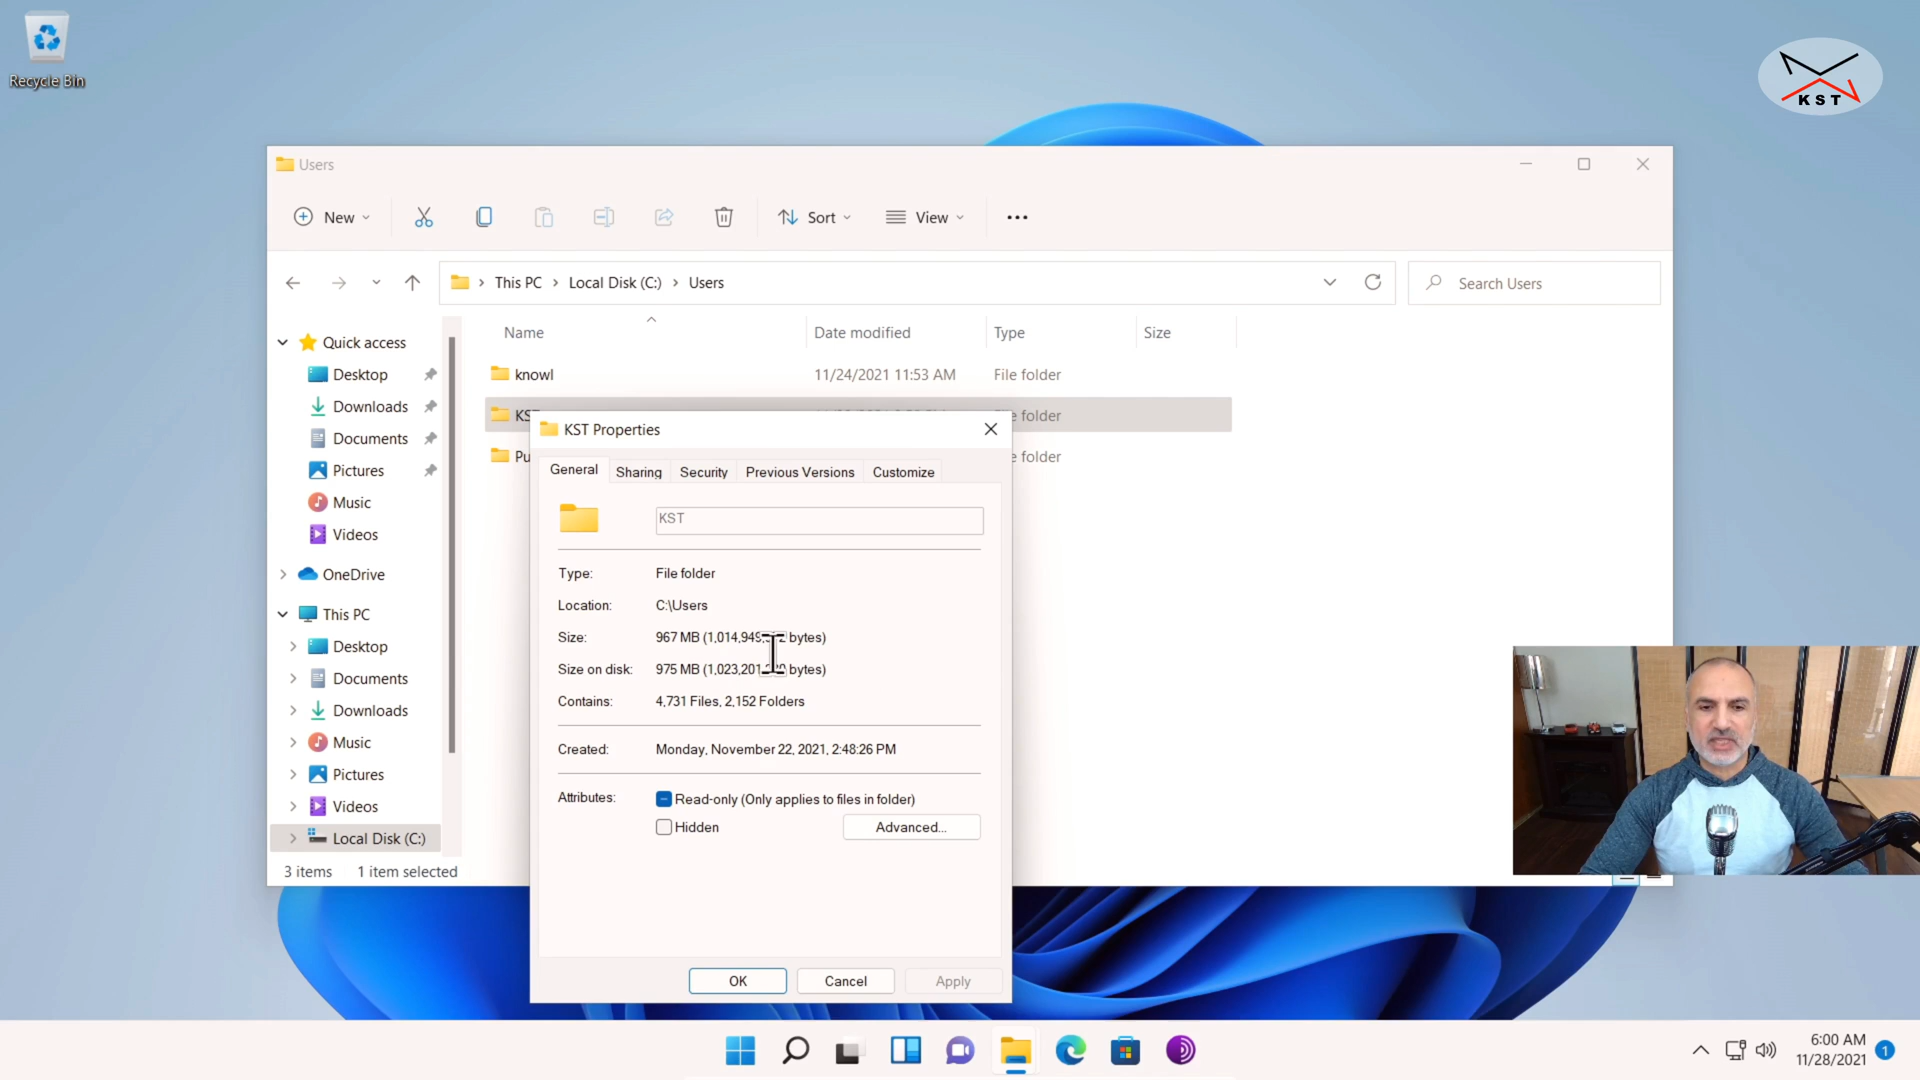 Recycle Bin
KST
Users
New
Sort
View
This PC
Local Disk (C:)
Users
Search Users
Name
Date modified
Type
Size
Quick access
Desktop
Downloads
Documents
Pictures
Music
Videos
OneDrive
This PC
Desktop
Documents
Downloads
Music
Pictures
Videos
Local Disk (C:)
knowl
11/24/2021 11:53 AM
File folder
folder
folder
3 items
1 item selected
KST Properties
General
Sharing
Security
Previous Versions
Customize
KST
Type:
File folder
Location:
C:\Users
Size:
967 MB bytes)
Size on disk:
975 MB bytes)
Contains:
4,731 Files, 2,152 Folders
Created:
Monday, November 22, 2021, 2:48:26 PM
Attributes:
Read-only (Only applies to files in folder)
Hidden
Advanced...
OK
Cancel
Apply
6:00 AM
11/28/2021
1